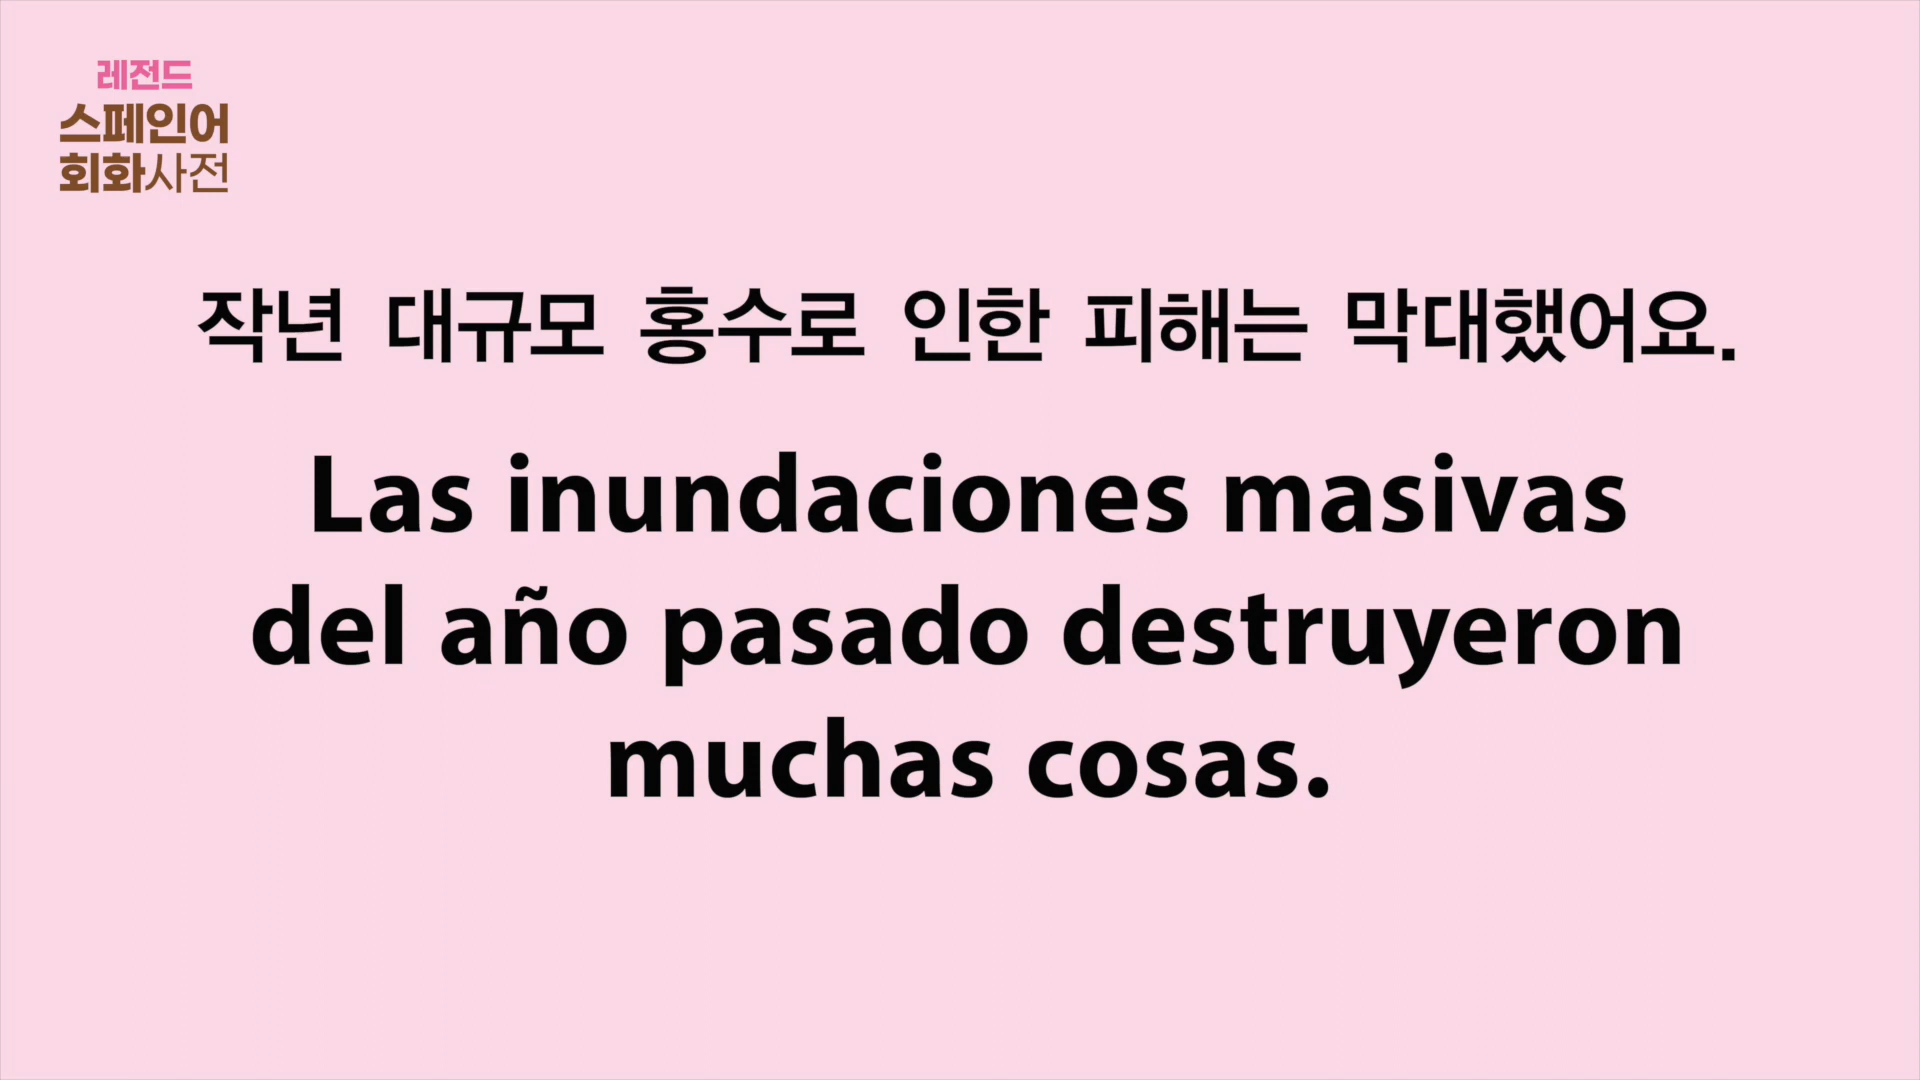 레전드
스페인어
회화사전
작년 대규모 홍수로 인한 피해는 막대했어요.
Las inundaciones masivas
del año pasado destruyeron
muchas cosas.